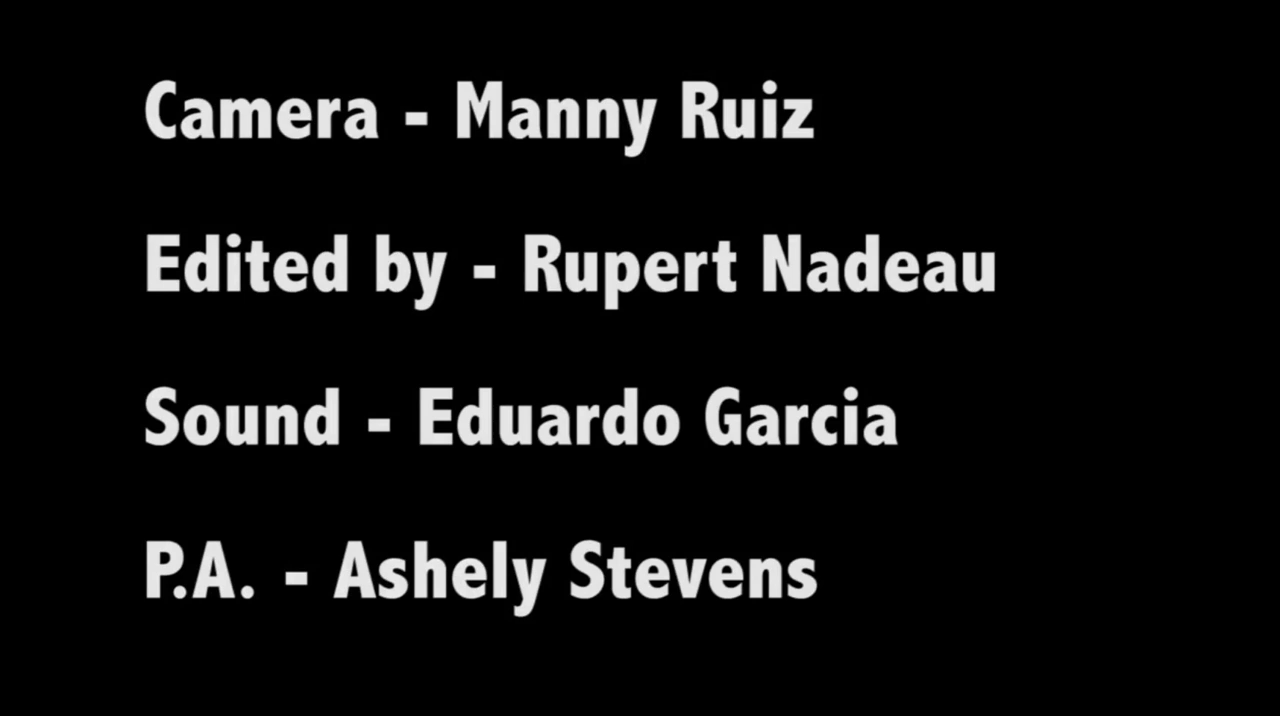 Camera - Manny Ruiz
Edited by - Rupert Nadeau
Sound - Eduardo Garcia
P.A. - Ashely Stevens